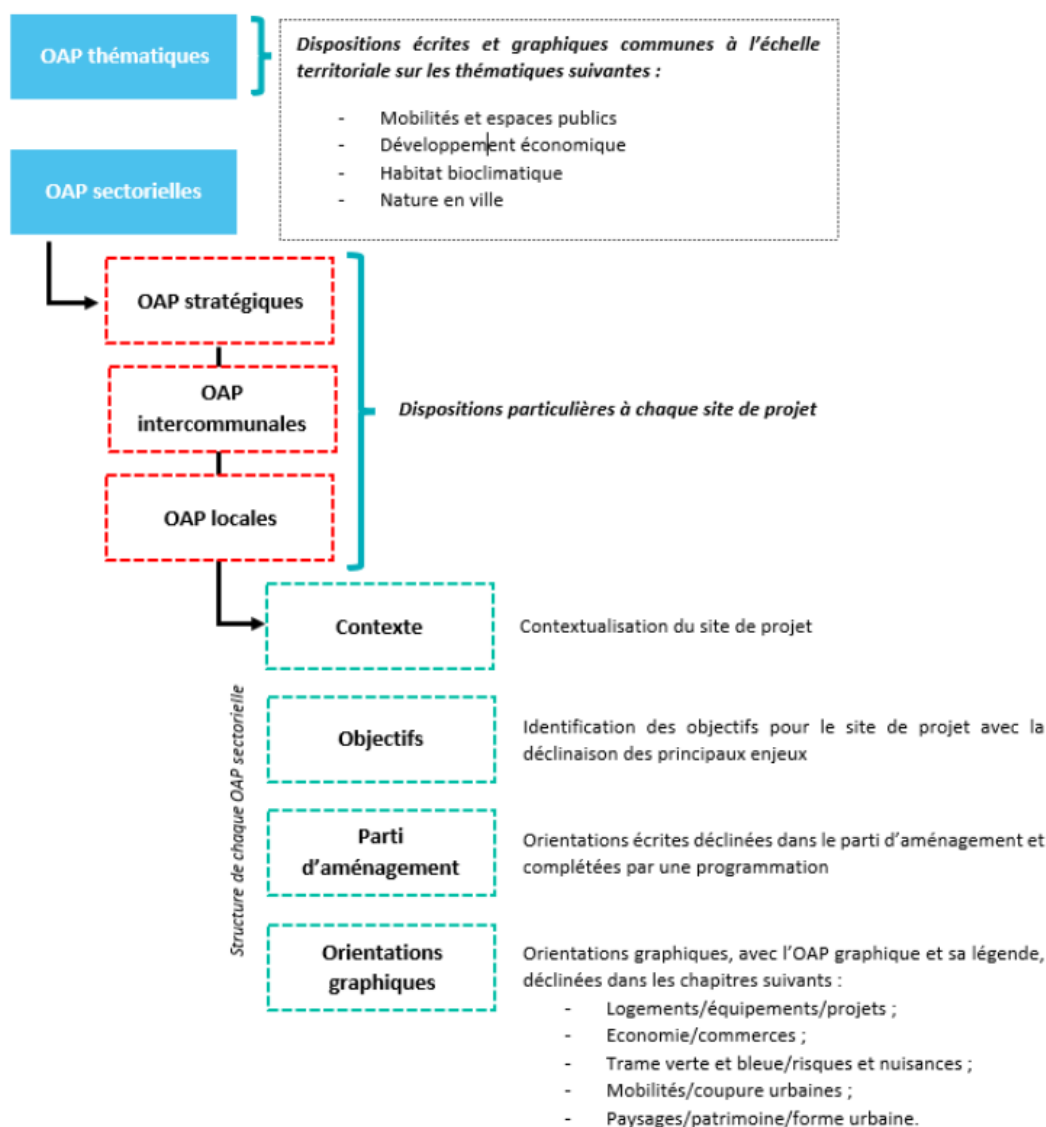 OAP thématiques
Dispositions écrites et graphiques communes à l'échelle
territoriale sur les thématiques suivantes :
- Mobilités et espaces publics
- Développement économique
- Habitat bioclimatique
- Nature en ville
OAP sectorielles
OAP stratégiques
OAP
intercommunales
OAP locales
Dispositions particulières à chaque site de projet
Structure de chaque OAP sectorielle
Contexte
Contextualisation du site de projet
Objectifs
Identification des objectifs pour le site de projet avec la
déclinaison des principaux enjeux
Parti
d'aménagement
Orientations écrites déclinées dans le parti d'aménagement et
complétées par une programmation
Orientations
graphiques
Orientations graphiques, avec l'OAP graphique et sa légende,
déclinées dans les chapitres suivants :
- Logements/équipements/projets ;
- Economie/commerces ;
- Trame verte et bleue/risques et nuisances ;
- Mobilités/coupure urbaines ;
- Paysages/patrimoine/forme urbaine.